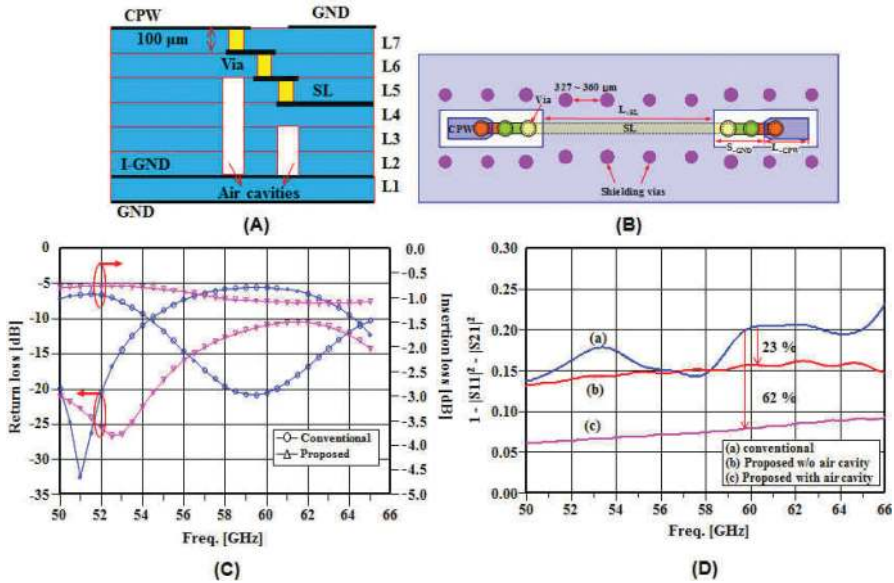 CPW
GND
100 µm
L7
Via
L6
SL
L5
L4
L3
I-GND
L2
Air cavities
L1
GND
(A)
327 ~ 360 µm
Via
L-SL
CPW
SL
S-GND
L-CPW
Shielding vias
(B)
Return loss [dB]
0
-5
-10
-15
-20
-25
-30
-35
0.0
-0.5
-1.0
-1.5
-2.0
-2.5
-3.0
-3.5
-4.0
4.5
5.0
Insertion loss [dB]
Conventional
Proposed
50 52 54 56 58 60 62 64 66
Freq. [GHz]
(C)
1 - |S11|² - |S21|²
0.30
0.25
0.20
0.15
0.10
0.05
0.00
(a)
(b)
(c)
23 %
62 %
(a) conventional
(b) Proposed w/o air cavity
(c) Proposed with air cavity
50 52 54 56 58 60 62 64 66
Freq. [GHz]
(D)